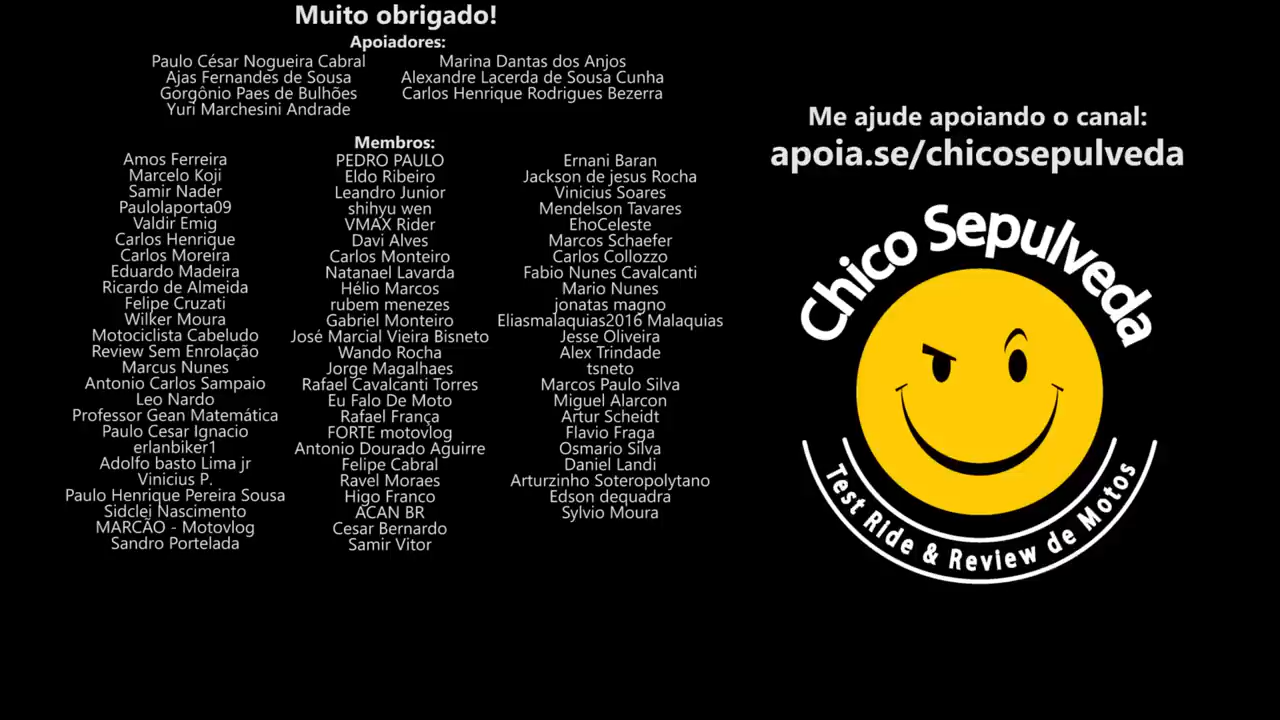 Muito obrigado!
Apoiadores:
Paulo César Nogueira Cabral
Ajas Fernandes de Sousa
Gorgônio Paes de Bulhões
Yuri Marchesini Andrade
Marina Dantas dos Anjos
Alexandre Lacerda de Sousa Cunha
Carlos Henrique Rodrigues Bezerra
Membros:
Amos Ferreira
Marcelo Koji
Samir Nader
Paulolaporta09
Valdir Emig
Carlos Henrique
Carlos Moreira
Eduardo Madeira
Ricardo de Almeida
Felipe Cruzati
Wilker Moura
Motociclista Cabeludo
Review Sem Enrolação
Marcus Nunes
Antonio Carlos Sampaio
Leo Nardo
Professor Gean Matemática
Paulo Cesar Ignacio
erlanbiker1
Adolfo basto Lima jr
Vinicius P.
Paulo Henrique Pereira Sousa
Sidclei Nascimento
MARCÃO - Motovlog
Sandro Portelada
PEDRO PAULO
Eldo Ribeiro
Leandro Junior
shihyu wen
VMAX Rider
Davi Alves
Carlos Monteiro
Natanael Lavarda
Hélio Marcos
rubem menezes
Gabriel Monteiro
José Marcial Vieira Bisneto
Wando Rocha
Jorge Magalhaes
Rafael Cavalcanti Torres
Eu Falo De Moto
Rafael França
FORTE motovlog
Antonio Dourado Aguirre
Felipe Cabral
Ravel Moraes
Higo Franco
ACAN BR
Cesar Bernardo
Samir Vitor
Ernani Baran
Jackson de jesus Rocha
Vinicius Soares
Mendelson Tavares
EhoCeleste
Marcos Schaefer
Carlos Collozzo
Fabio Nunes Cavalcanti
Mario Nunes
jonatas magno
Eliasmalaquias2016 Malaquias
Jesse Oliveira
Alex Trindade
tsneto
Marcos Paulo Silva
Miguel Alarcon
Artur Scheidt
Flavio Fraga
Osmario Silva
Daniel Landi
Arturzinho Soteropolytano
Edson dequadra
Sylvio Moura
Me ajude apoiando o canal:
apoia.se/chicosepulveda
Chico Sepulveda
Test Ride & Review de Motos